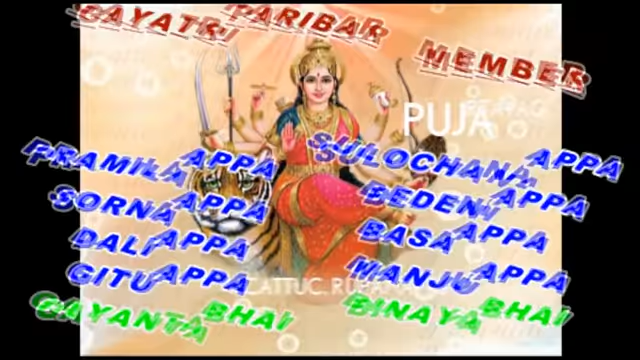 GAYATRI PARIBAR MEMBER
PUJA
PRAMILA APPA SULOCHANA APPA
SORNA APPA BEDENI APPA
DALI APPA BASA APPA
GITU APPA MANJU APPA
BINAYA BHAI
BHAI